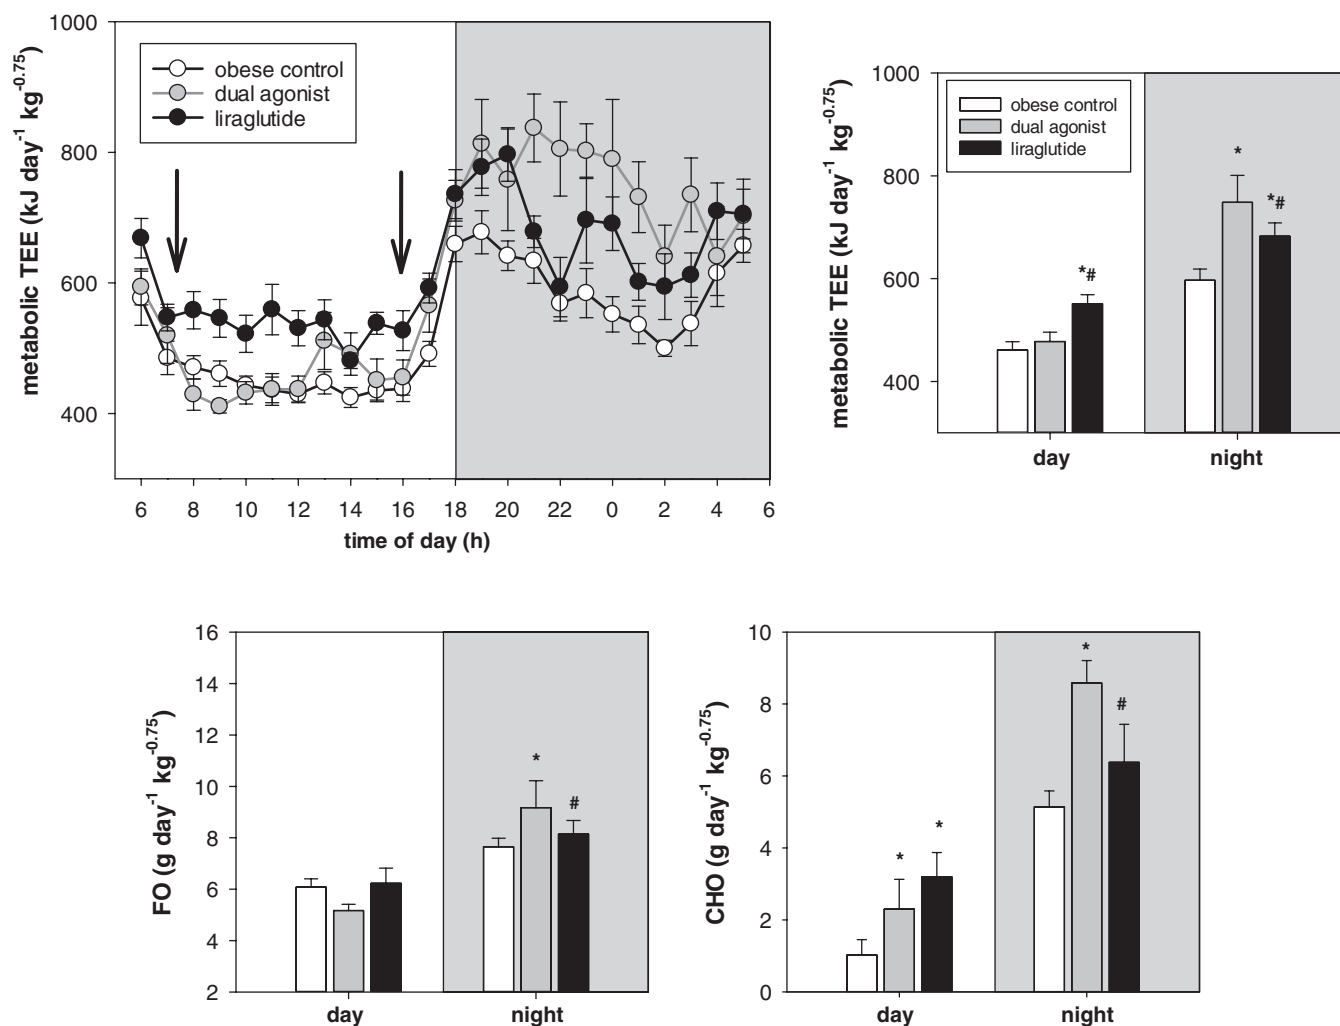 metabolic TEE (kJ day-1 kg-0.75)
1000
800
600
400
obese control
dual agonist
liraglutide
6 8 10 12 14 16 18 20 22 0 2 4 6
time of day (h)
metabolic TEE (kJ day-1 kg-0.75)
1000
800
600
400
obese control
dual agonist
liraglutide
*#
*
*#
day night
FO (g day-1 kg-0.75)
16
14
12
10
8
6
4
2
*
#
day night
CHO (g day-1 kg-0.75)
10
8
6
4
2
0
*
*
*
#
day night